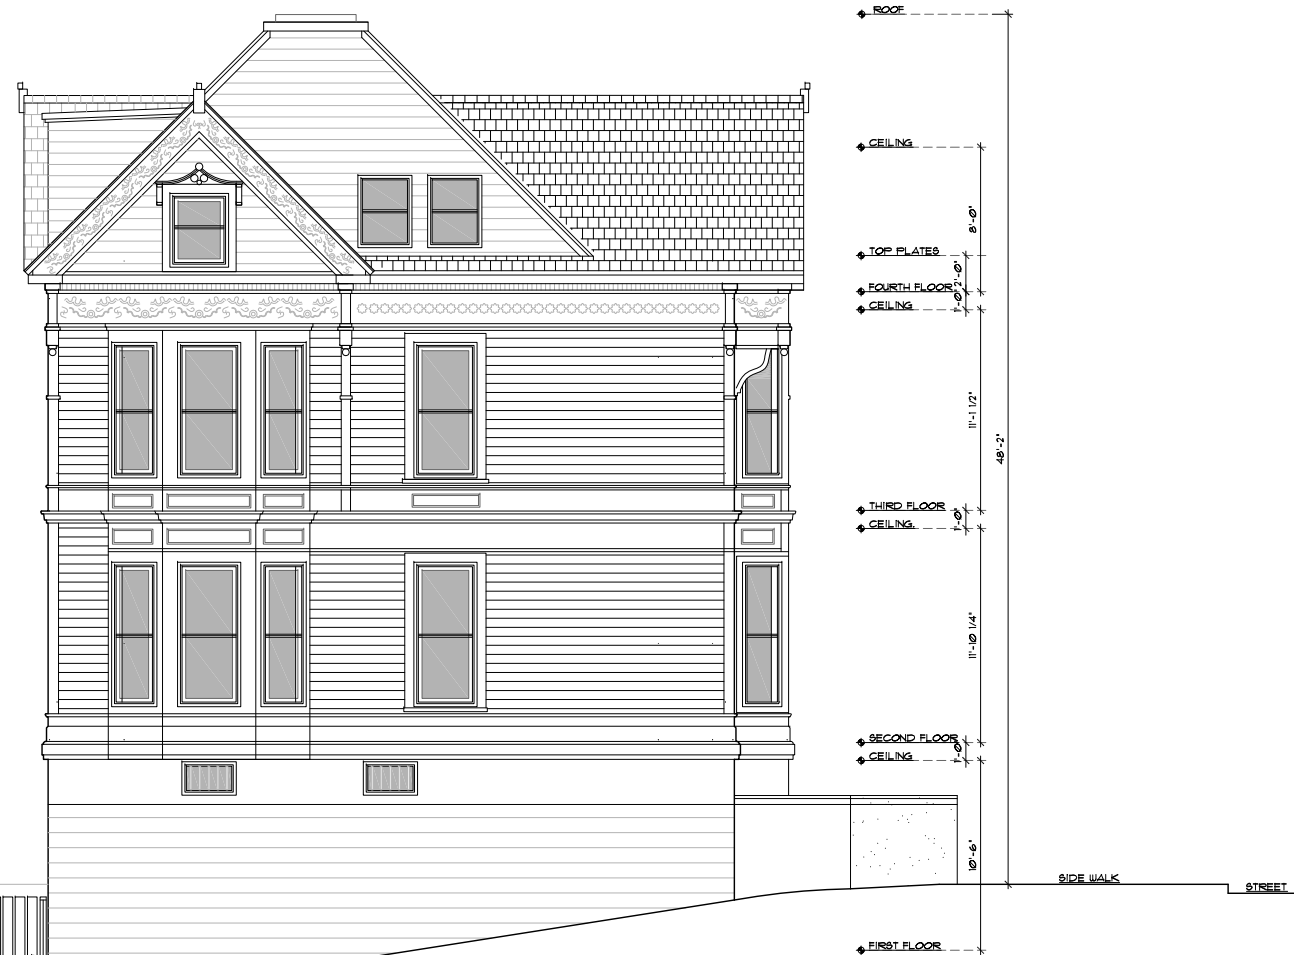 ROOF
CEILING
8'-0"
TOP PLATES
2'-0"
FOURTH FLOOR
1'-0"
CEILING
11'-1 1/2"
48'-2"
THIRD FLOOR
1'-0"
CEILING.
11'-10 1/4"
SECOND FLOOR
1'-0"
CEILING
10'-6"
SIDE WALK
STREET
FIRST FLOOR